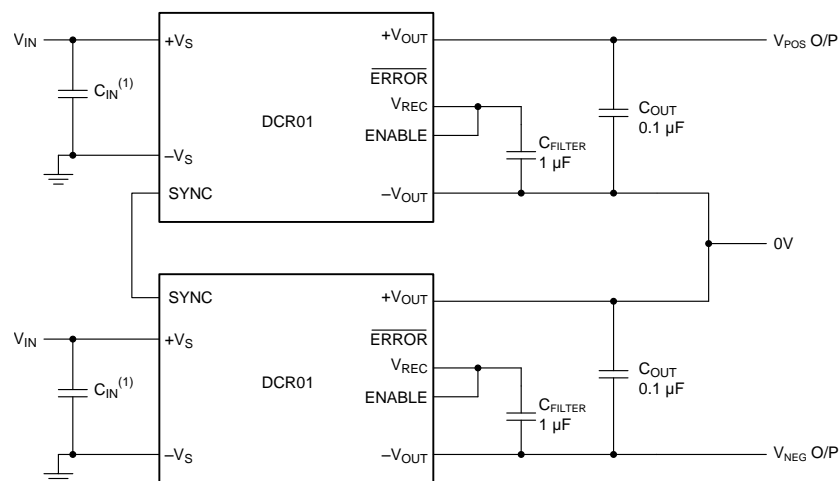 V_IN
+V_S
C_IN^(1)
–V_S
SYNC
DCR01
+V_OUT
ERROR
V_REC
ENABLE
–V_OUT
C_FILTER
1 µF
C_OUT
0.1 µF
V_POS O/P
0V
SYNC
V_IN
+V_S
C_IN^(1)
–V_S
DCR01
+V_OUT
ERROR
V_REC
ENABLE
–V_OUT
C_FILTER
1 µF
C_OUT
0.1 µF
V_NEG O/P